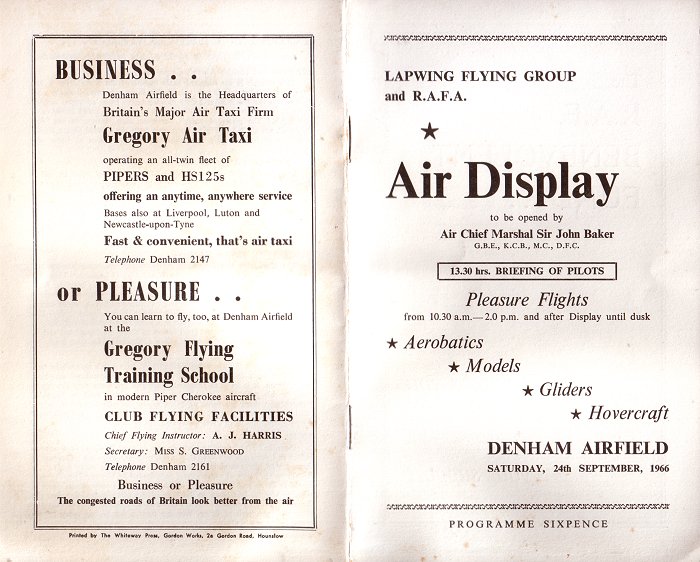 BUSINESS . .
Denham Airfield is the Headquarters of
Britain's Major Air Taxi Firm
Gregory Air Taxi
operating an all-twin fleet of
PIPERS and HS125s
offering an anytime, anywhere service
Bases also at Liverpool, Luton and
Newcastle-upon-Tyne
Fast & convenient, that's air taxi
Telephone Denham 2147
or PLEASURE . .
You can learn to fly, too, at Denham Airfield
at the
Gregory Flying
Training School
in modern Piper Cherokee aircraft
CLUB FLYING FACILITIES
Chief Flying Instructor: A. J. HARRIS
Secretary: MISS S. GREENWOOD
Telephone Denham 2161
Business or Pleasure
The congested roads of Britain look better from the air
Printed by The Whiteway Press, Gordon Works, 2a Gordon Road, Hounslow
LAPWING FLYING GROUP
and R.A.F.A.
★
Air Display
to be opened by
Air Chief Marshal Sir John Baker
G.B.E., K.C.B., M.C., D.F.C.
13.30 hrs. BRIEFING OF PILOTS
Pleasure Flights
from 10.30 a.m.—2.0 p.m. and after Display until dusk
★ Aerobatics
★ Models
★ Gliders
★ Hovercraft
DENHAM AIRFIELD
SATURDAY, 24th SEPTEMBER, 1966
PROGRAMME SIXPENCE